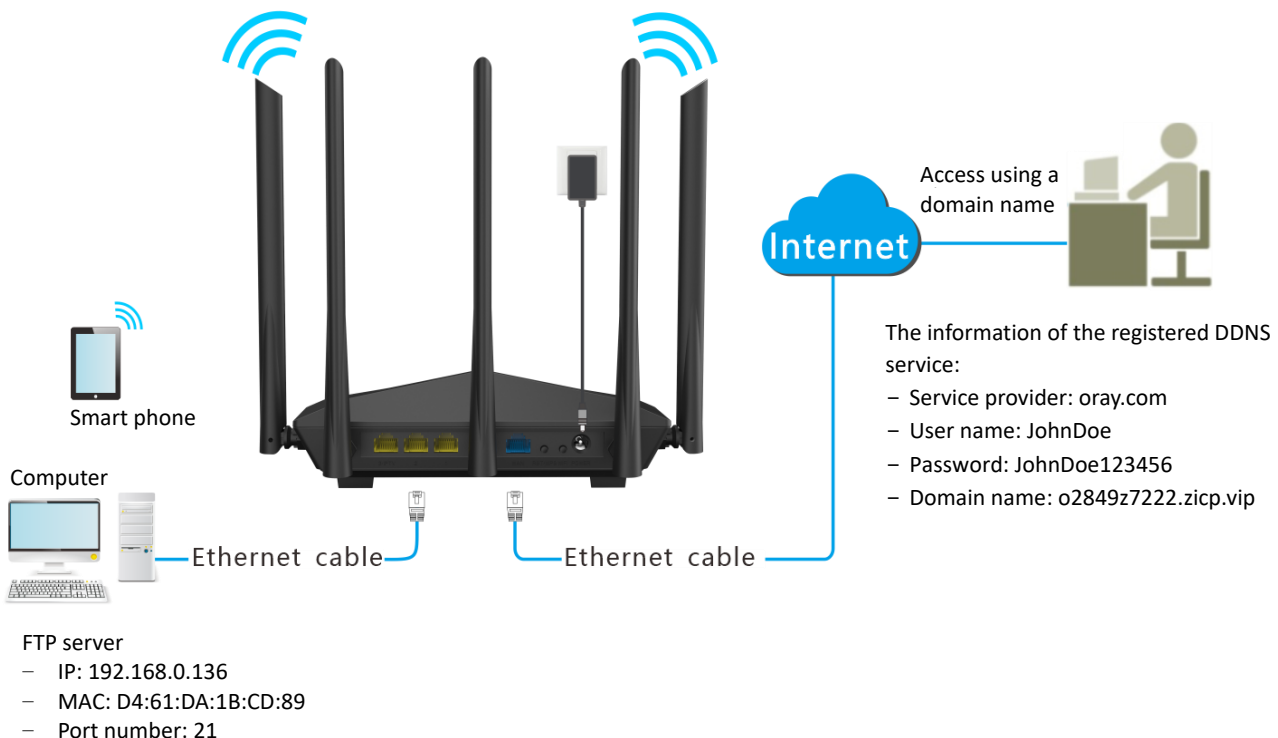 Access using a
domain name
Internet
The information of the registered DDNS
service:
− Service provider: oray.com
− User name: JohnDoe
− Password: JohnDoe123456
− Domain name: o2849z7222.zicp.vip
Smart phone
Computer
Ethernet cable
Ethernet cable
FTP server
− IP: 192.168.0.136
− MAC: D4:61:DA:1B:CD:89
− Port number: 21